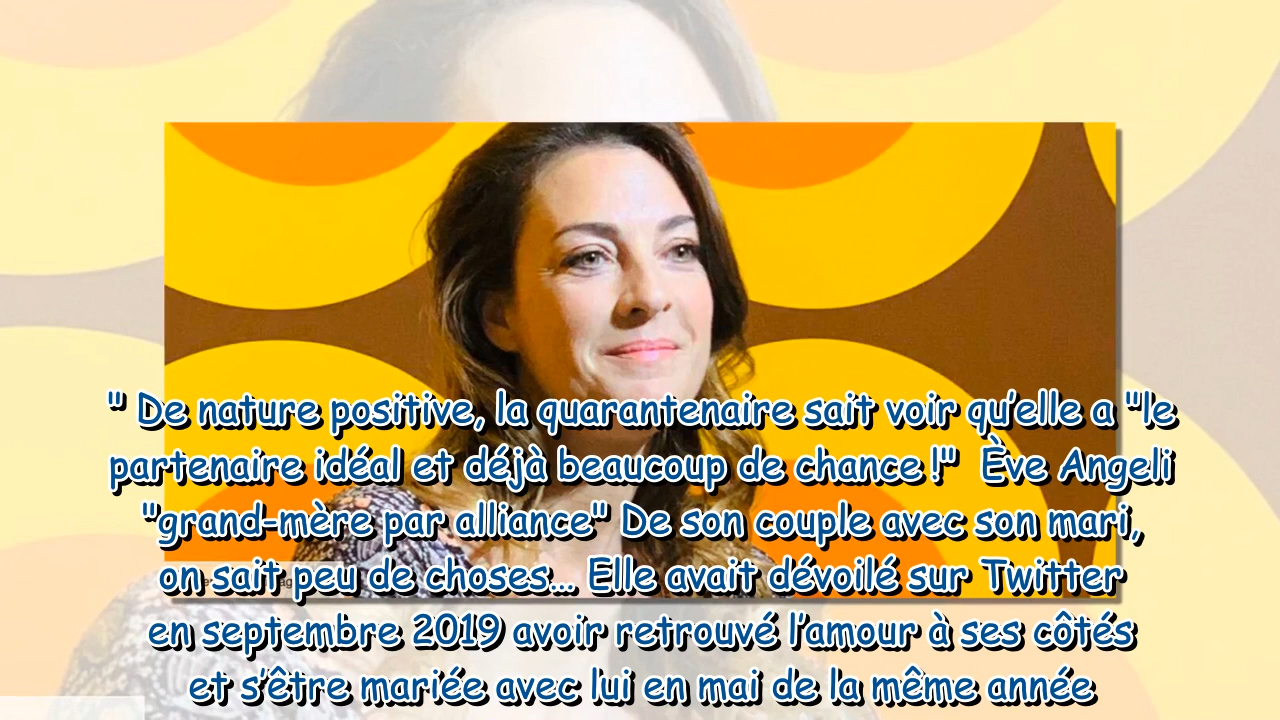 " De nature positive, la quarantenaire sait voir qu'elle a "le
partenaire idéal et déjà beaucoup de chance !"  Ève Angeli
"grand-mère par alliance" De son couple avec son mari,
on sait peu de choses... Elle avait dévoilé sur Twitter
en septembre 2019 avoir retrouvé l'amour à ses côtés
et s'être mariée avec lui en mai de la même année